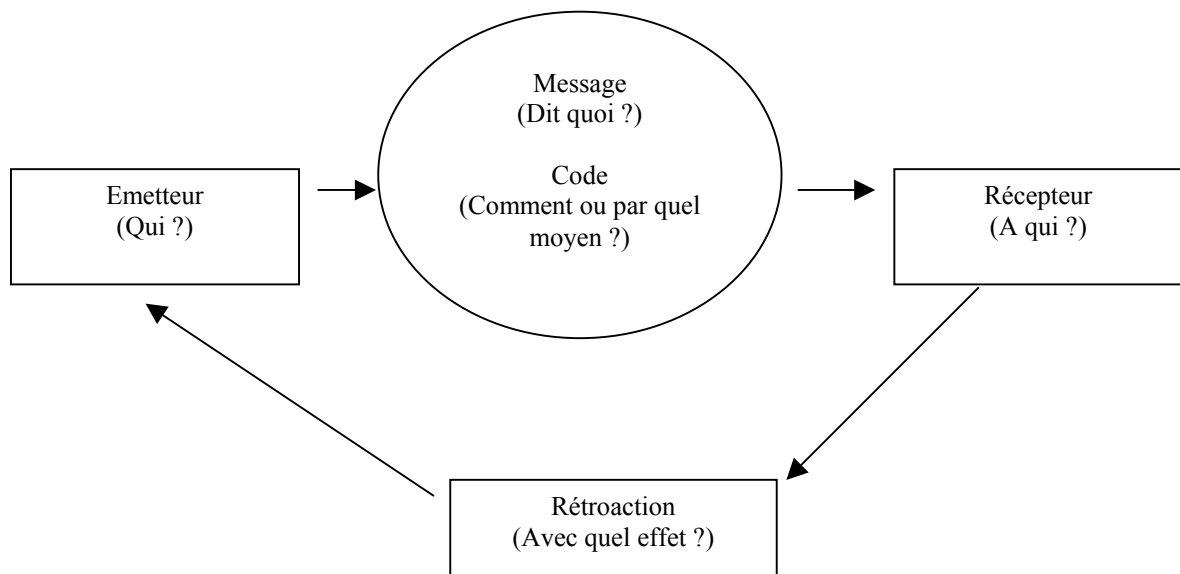 Message
(Dit quoi ?)
Code
(Comment ou par quel
moyen ?)
Emetteur
(Qui ?)
Récepteur
(A qui ?)
Rétroaction
(Avec quel effet ?)